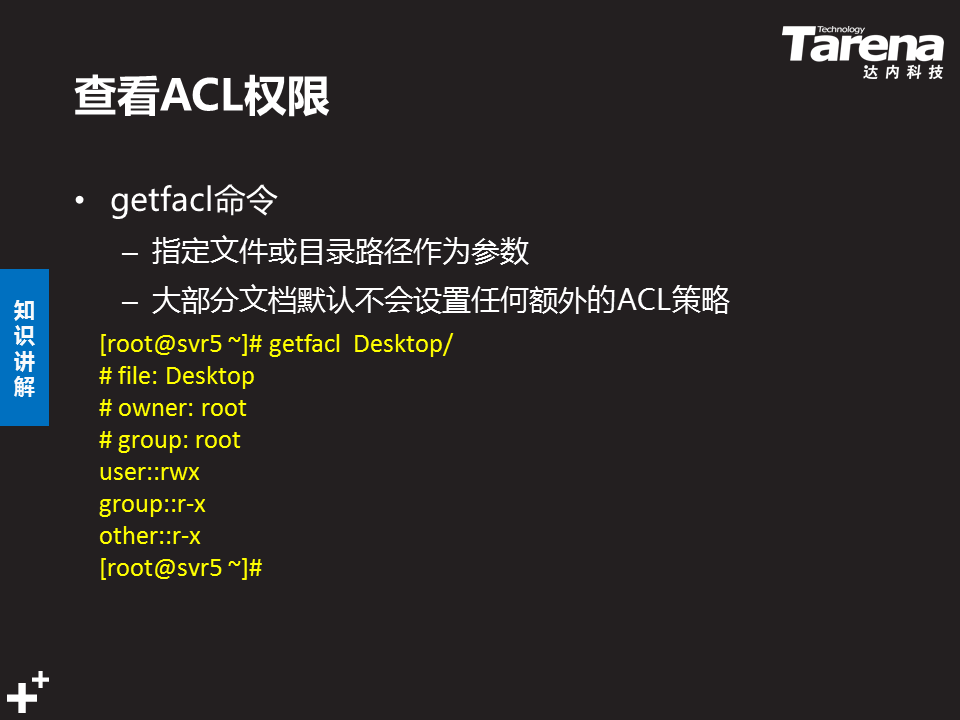 Technology
Tarena
达内科技
查看ACL权限
• getfacl命令
– 指定文件或目录路径作为参数
– 大部分文档默认不会设置任何额外的ACL策略
知识讲解
[root@svr5 ~]# getfacl  Desktop/
# file: Desktop
# owner: root
# group: root
user::rwx
group::r-x
other::r-x
[root@svr5 ~]#